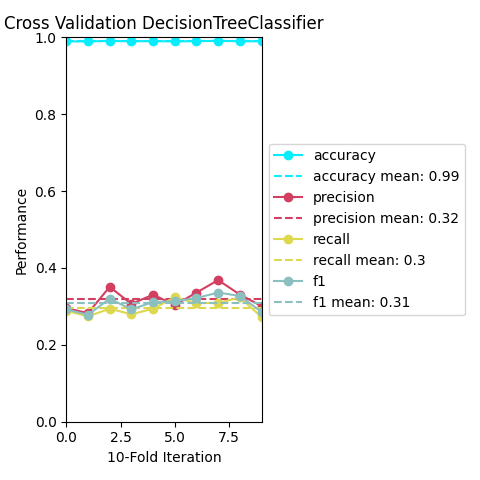 Cross Validation DecisionTreeClassifier
1.0
0.8
0.6
0.4
0.2
0.0
Performance
0.0 2.5 5.0 7.5
10-Fold Iteration
accuracy
accuracy mean: 0.99
precision
precision mean: 0.32
recall
recall mean: 0.3
f1
f1 mean: 0.31